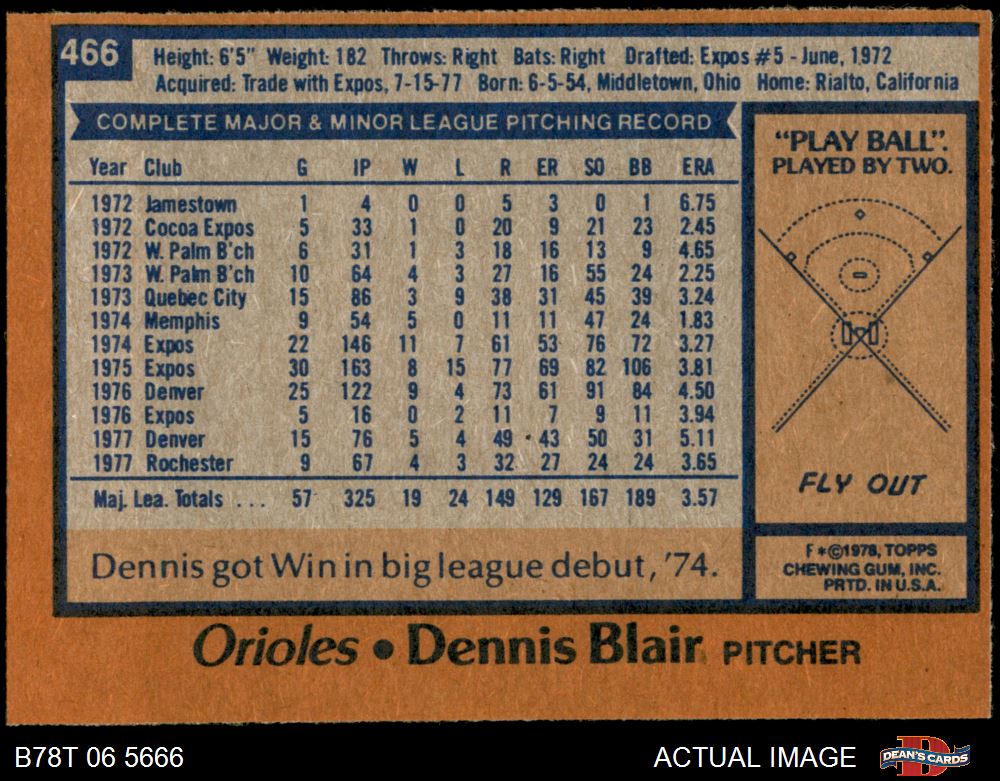 466
Height: 6'5" Weight: 182 Throws: Right Bats: Right Drafted: Expos #5 - June, 1972
Acquired: Trade with Expos, 7-15-77 Born: 6-5-54, Middletown, Ohio Home: Rialto, California
COMPLETE MAJOR & MINOR LEAGUE PITCHING RECORD
Year Club G IP W L R ER SO BB ERA
1972 Jamestown 1 4 0 0 5 3 0 1 6.75
1972 Cocoa Expos 5 33 1 0 20 9 21 23 2.45
1972 W. Palm B'ch 6 31 1 3 18 16 13 9 4.65
1973 W. Palm B'ch 10 64 4 3 27 16 55 24 2.25
1973 Quebec City 15 86 3 9 38 31 45 39 3.24
1974 Memphis 9 54 5 0 11 11 47 24 1.83
1974 Expos 22 146 11 7 61 53 76 72 3.27
1975 Expos 30 163 8 15 77 69 82 106 3.81
1976 Denver 25 122 9 4 73 61 91 84 4.50
1976 Expos 5 16 0 2 11 7 9 11 3.94
1977 Denver 15 76 5 4 49 43 50 31 5.11
1977 Rochester 9 67 4 3 32 27 24 24 3.65
Maj. Lea. Totals ... 57 325 19 24 149 129 167 189 3.57
Dennis got Win in big league debut, '74.
"PLAY BALL".
PLAYED BY TWO.
FLY OUT
F*©1978, TOPPS
CHEWING GUM, INC.
PRTD. IN U.S.A.
Orioles • Dennis Blair PITCHER
B78T 06 5666 ACTUAL IMAGE DEAN'S CARDS